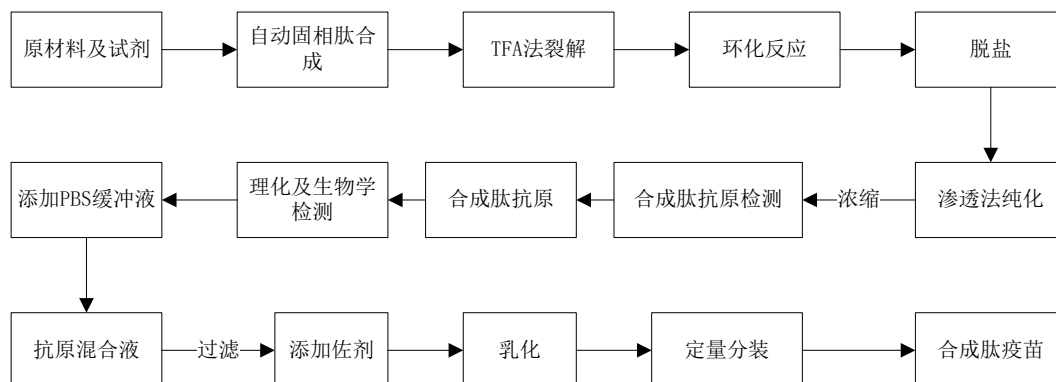 原材料及试剂
自动固相肽合
成
TFA法裂解
环化反应
脱盐
添加PBS缓冲液
理化及生物学
检测
合成肽抗原
合成肽抗原检测
浓缩
渗透法纯化
抗原混合液
过滤
添加佐剂
乳化
定量分装
合成肽疫苗